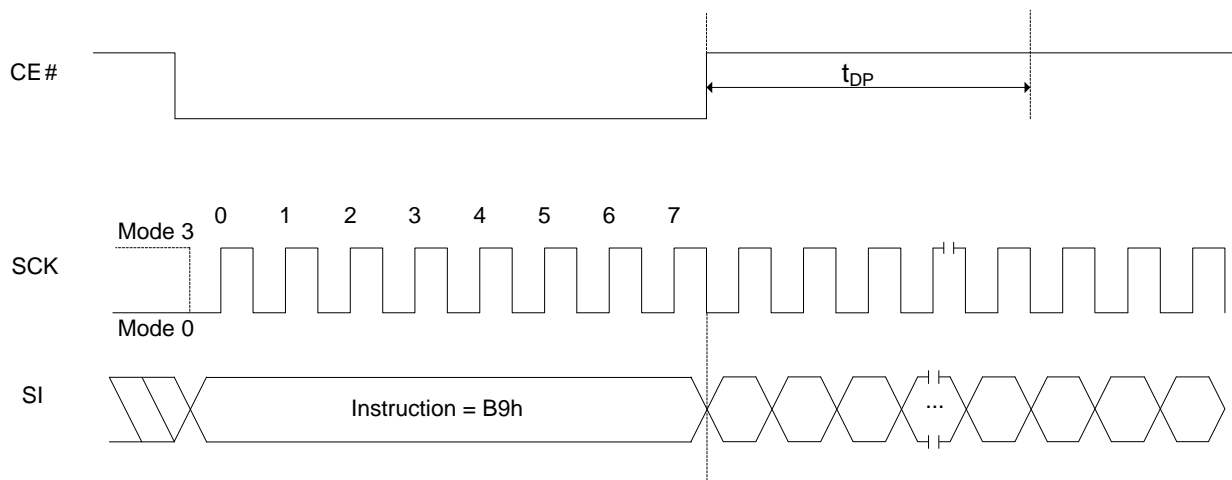 CE#
tDP
0 1 2 3 4 5 6 7
Mode 3
SCK
Mode 0
SI
Instruction = B9h
...